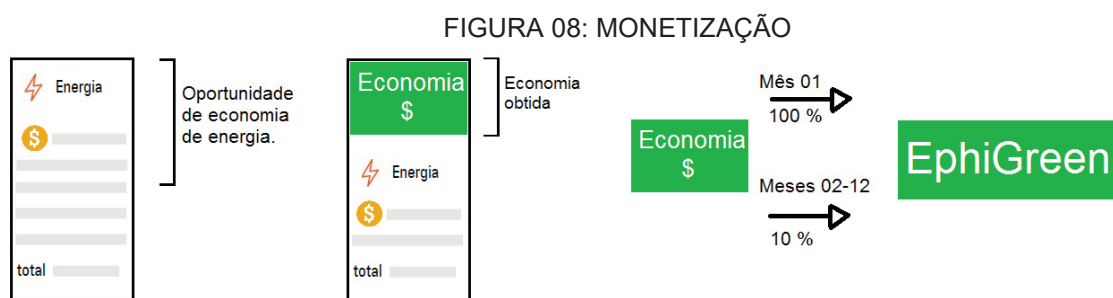 FIGURA 08: MONETIZAÇÃO
Energia
$
total
Oportunidade
de economia
de energia.
Economia
$
Energia
$
total
Economia
obtida
Economia
$
Mês 01
100 %
Meses 02-12
10 %
EphiGreen